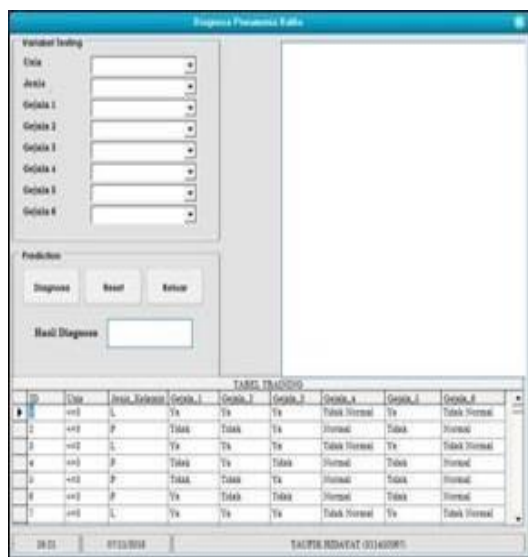 Diagnosa Pneumonia Balita
Variabel Testing
Usia
Jenis
Gejala 1
Gejala 2
Gejala 3
Gejala 4
Gejala 5
Gejala 6
Prediction
Diagnosa Reset Keluar
Hasil Diagnosa
TABEL TRAINING
ID Usia Jenis_Kelamin Gejala_1 Gejala_2 Gejala_3 Gejala_4 Gejala_5 Gejala_6
1 L Ya Ya Ya Tidak Normal Ya Tidak Normal
2 P Tidak Tidak Ya Normal Tidak Normal
3 L Ya Ya Ya Tidak Normal Ya Tidak Normal
4 P Tidak Ya Tidak Normal Tidak Normal
5 P Tidak Tidak Ya Normal Tidak Normal
6 P Ya Tidak Tidak Normal Tidak Normal
7 L Ya Ya Ya Tidak Normal Ya Tidak Normal
TAUFIK HIDAYAT